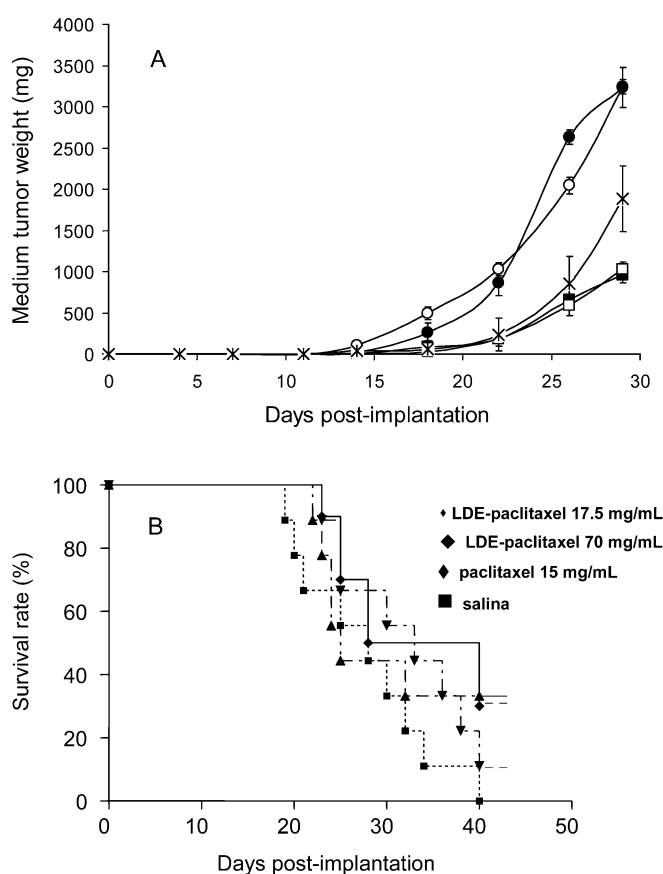 A
Medium tumor weight (mg)
4000
3500
3000
2500
2000
1500
1000
500
0
0 5 10 15 20 25 30
Days post-implantation
B
Survival rate (%)
100
80
60
40
20
0
LDE-paclitaxel 17.5 mg/mL
LDE-paclitaxel 70 mg/mL
paclitaxel 15 mg/mL
salina
0 10 20 30 40 50
Days post-implantation